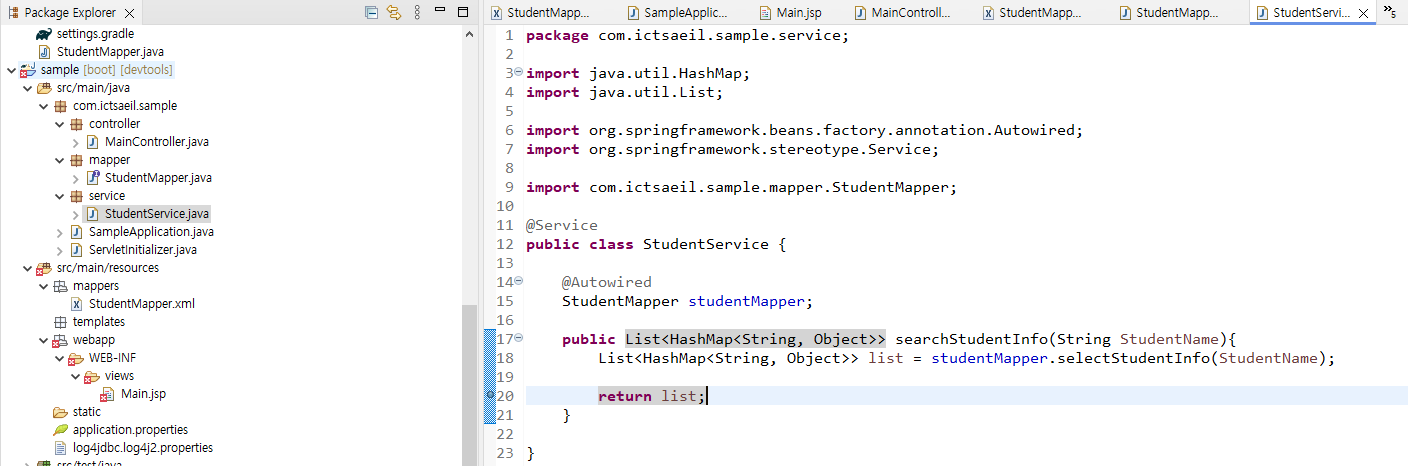 Package Explorer
settings.gradle
StudentMapper.java
sample [boot] [devtools]
src/main/java
com.ictsaeil.sample
controller
MainController.java
mapper
StudentMapper.java
service
StudentService.java
SampleApplication.java
ServletInitializer.java
src/main/resources
mappers
StudentMapper.xml
templates
webapp
WEB-INF
views
Main.jsp
static
application.properties
log4jdbc.log4j2.properties
src/test/java
StudentMapp... SampleApplic... Main.jsp MainControll... StudentMapp... StudentMapp... StudentServi... »5
1 package com.ictsaeil.sample.service;
2
3 import java.util.HashMap;
4 import java.util.List;
5
6 import org.springframework.beans.factory.annotation.Autowired;
7 import org.springframework.stereotype.Service;
8
9 import com.ictsaeil.sample.mapper.StudentMapper;
10
11 @Service
12 public class StudentService {
13
14 @Autowired
15 StudentMapper studentMapper;
16
17 public List<HashMap<String, Object>> searchStudentInfo(String StudentName){
18 List<HashMap<String, Object>> list = studentMapper.selectStudentInfo(StudentName);
19
20 return list;
21 }
22
23 }